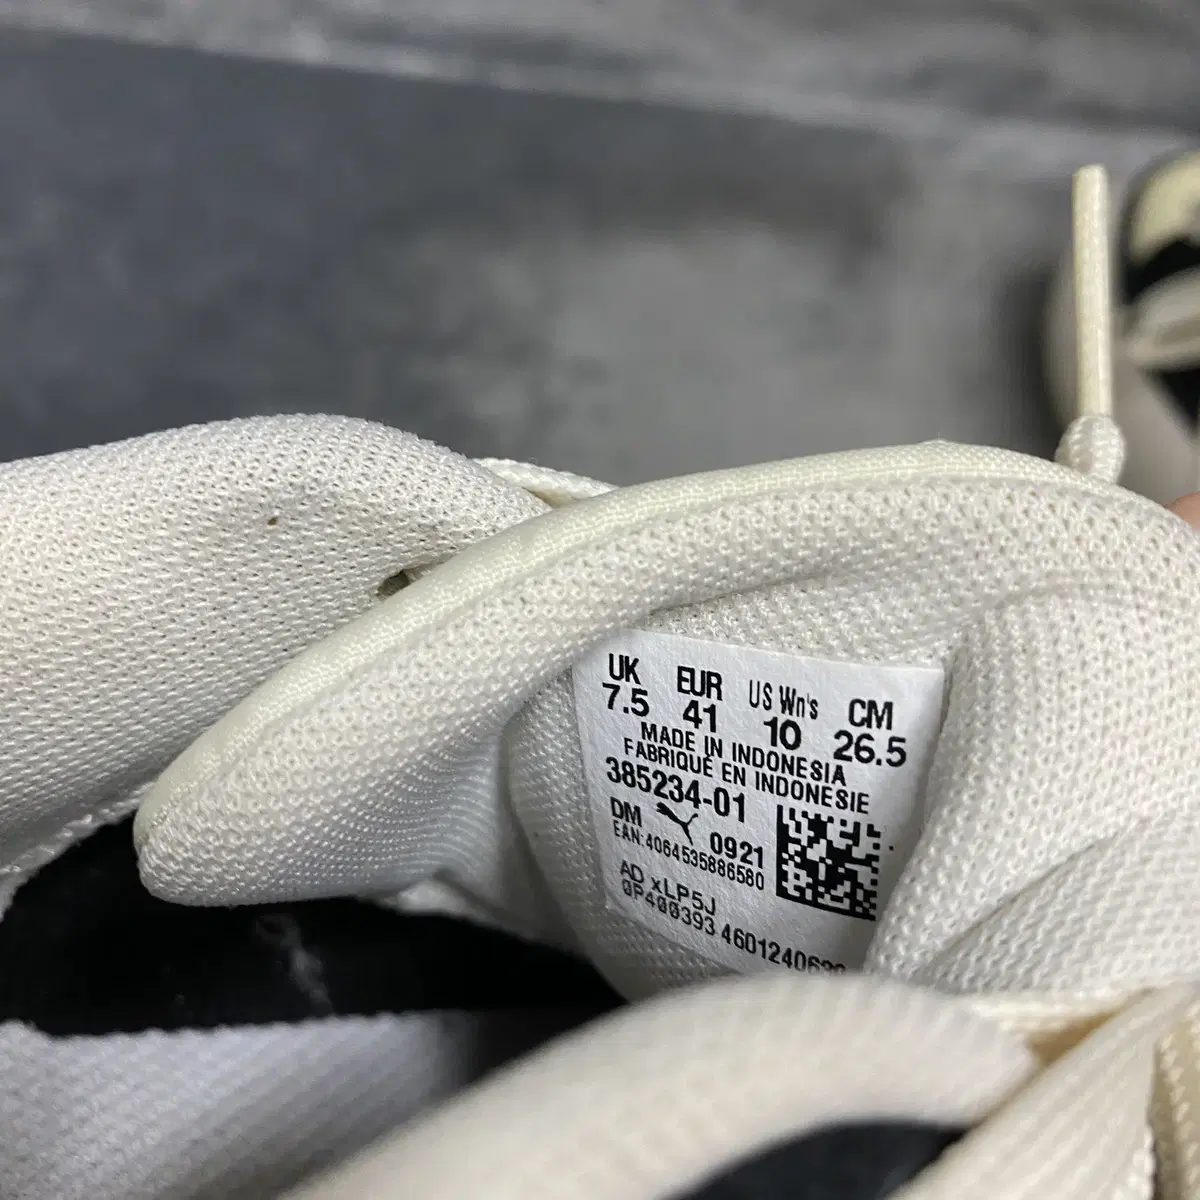 UK EUR US Wn's CM
7.5 41 10 26.5
MADE IN INDONESIA
FABRIQUÉ EN INDONESIE
385234-01
DM 0921
EAN:4064535886580
AD xLP5J
0P400393